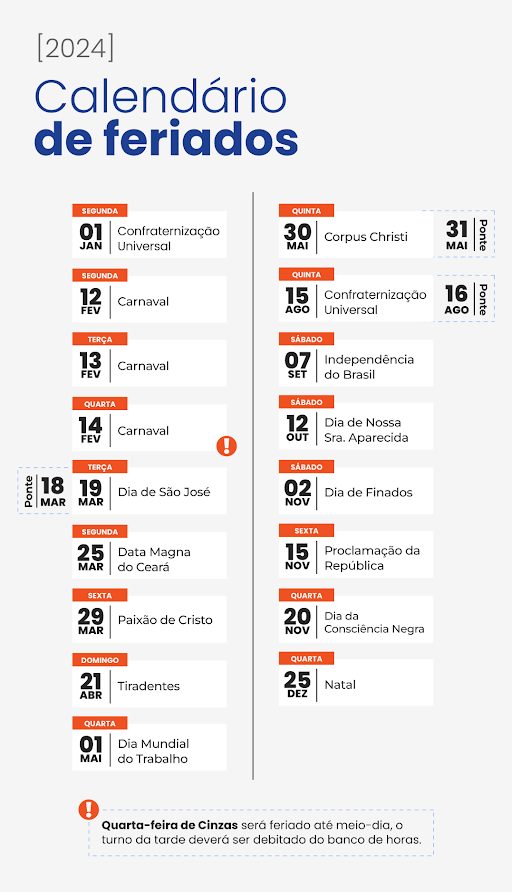 [2024]
Calendário
de feriados
SEGUNDA
01
JAN
Confraternização
Universal
SEGUNDA
12
FEV
Carnaval
TERÇA
13
FEV
Carnaval
QUARTA
14
FEV
Carnaval
!
Ponte
18
MAR
TERÇA
19
MAR
Dia de São José
SEGUNDA
25
MAR
Data Magna
do Ceará
SEXTA
29
MAR
Paixão de Cristo
DOMINGO
21
ABR
Tiradentes
QUARTA
01
MAI
Dia Mundial
do Trabalho
QUINTA
30
MAI
Corpus Christi
31
MAI
Ponte
QUINTA
15
AGO
Confraternização
Universal
16
AGO
Ponte
SÁBADO
07
SET
Independência
do Brasil
SÁBADO
12
OUT
Dia de Nossa
Sra. Aparecida
SÁBADO
02
NOV
Dia de Finados
SEXTA
15
NOV
Proclamação da
República
QUARTA
20
NOV
Dia da
Consciência Negra
QUARTA
25
DEZ
Natal
!
Quarta-feira de Cinzas será feriado até meio-dia, o
turno da tarde deverá ser debitado do banco de horas.